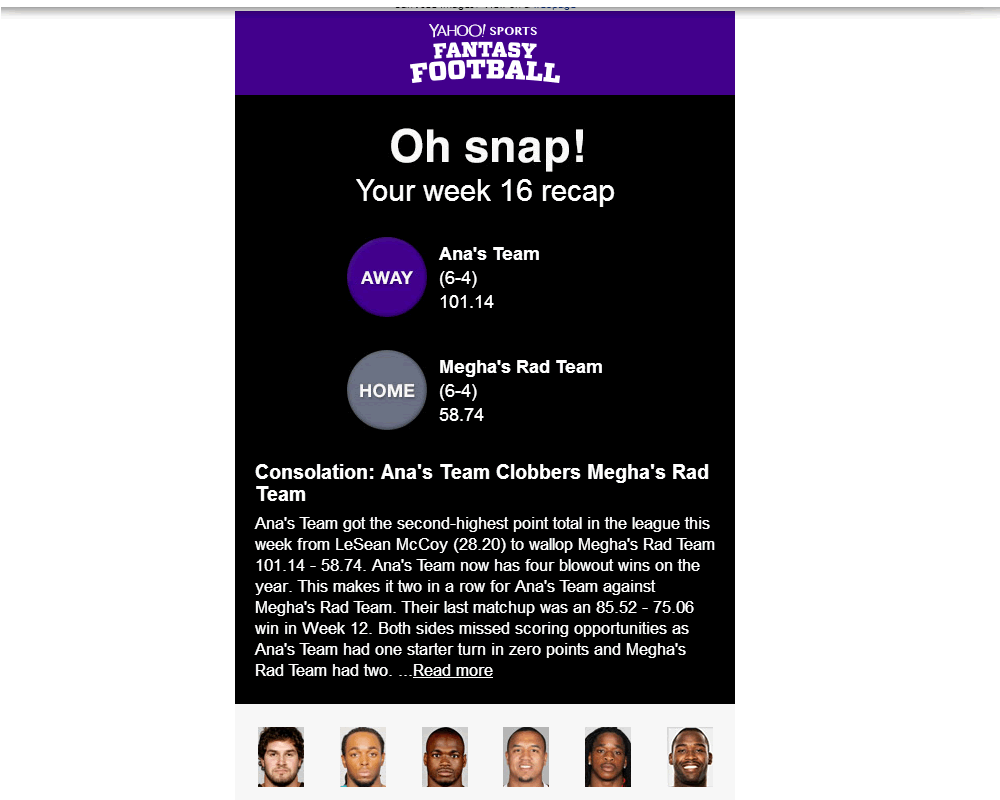 YAHOO! SPORTS
FANTASY
FOOTBALL
Oh snap!
Your week 16 recap
AWAY
Ana's Team
(6-4)
101.14
HOME
Megha's Rad Team
(6-4)
58.74
Consolation: Ana's Team Clobbers Megha's Rad
Team
Ana's Team got the second-highest point total in the league this
week from LeSean McCoy (28.20) to wallop Megha's Rad Team
101.14 - 58.74. Ana's Team now has four blowout wins on the
year. This makes it two in a row for Ana's Team against
Megha's Rad Team. Their last matchup was an 85.52 - 75.06
win in Week 12. Both sides missed scoring opportunities as
Ana's Team had one starter turn in zero points and Megha's
Rad Team had two. ...Read more